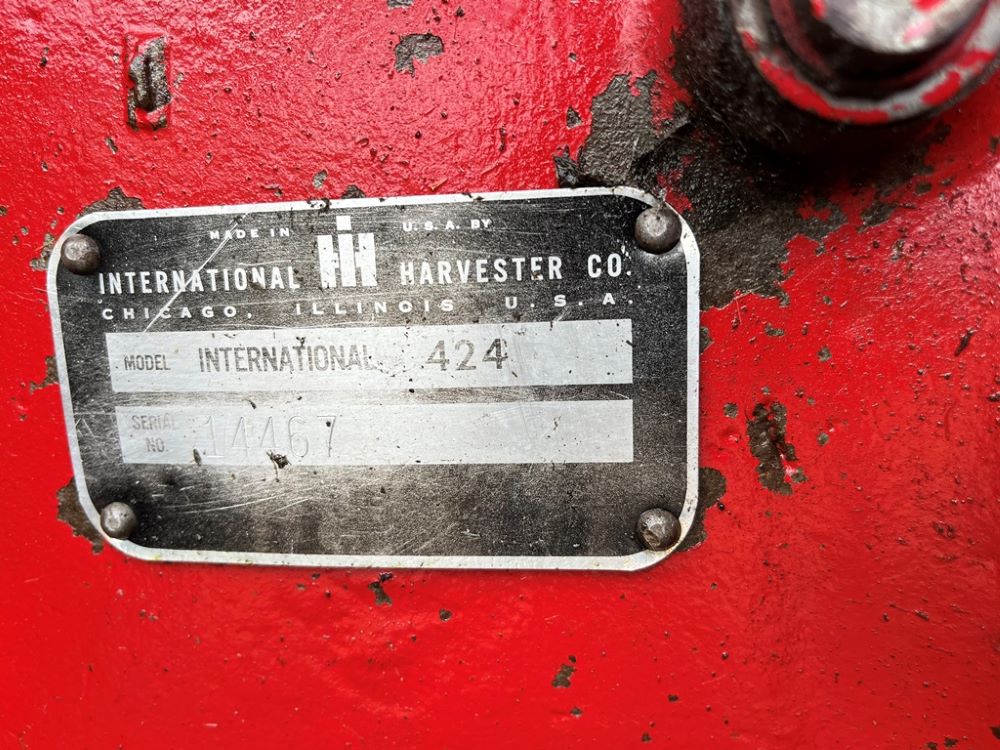 MADE IN IH U.S.A. BY
INTERNATIONAL HARVESTER CO.
CHICAGO, ILLINOIS U.S.A.
MODEL INTERNATIONAL 424
SERIAL NO. 14467